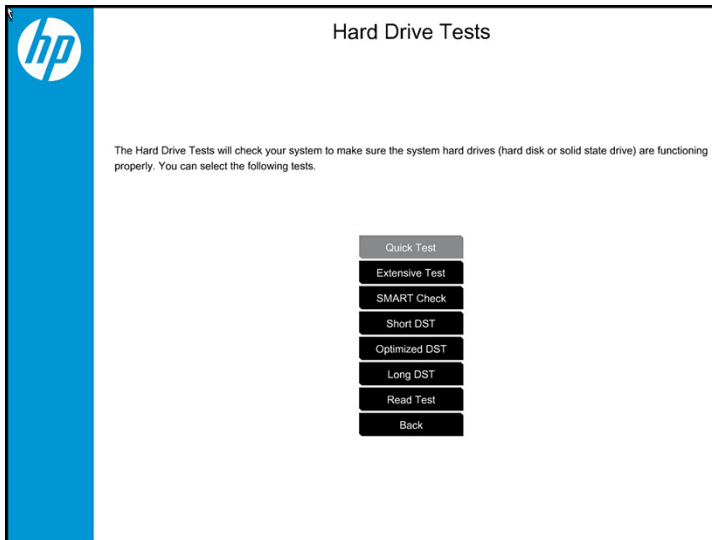 hp
Hard Drive Tests
The Hard Drive Tests will check your system to make sure the system hard drives (hard disk or solid state drive) are functioning
properly. You can select the following tests.
Quick Test
Extensive Test
SMART Check
Short DST
Optimized DST
Long DST
Read Test
Back